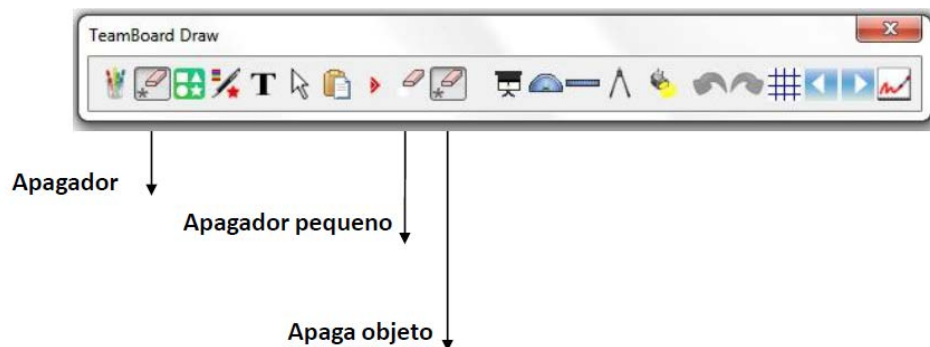 TeamBoard Draw
T
Apagador
Apagador pequeno
Apaga objeto